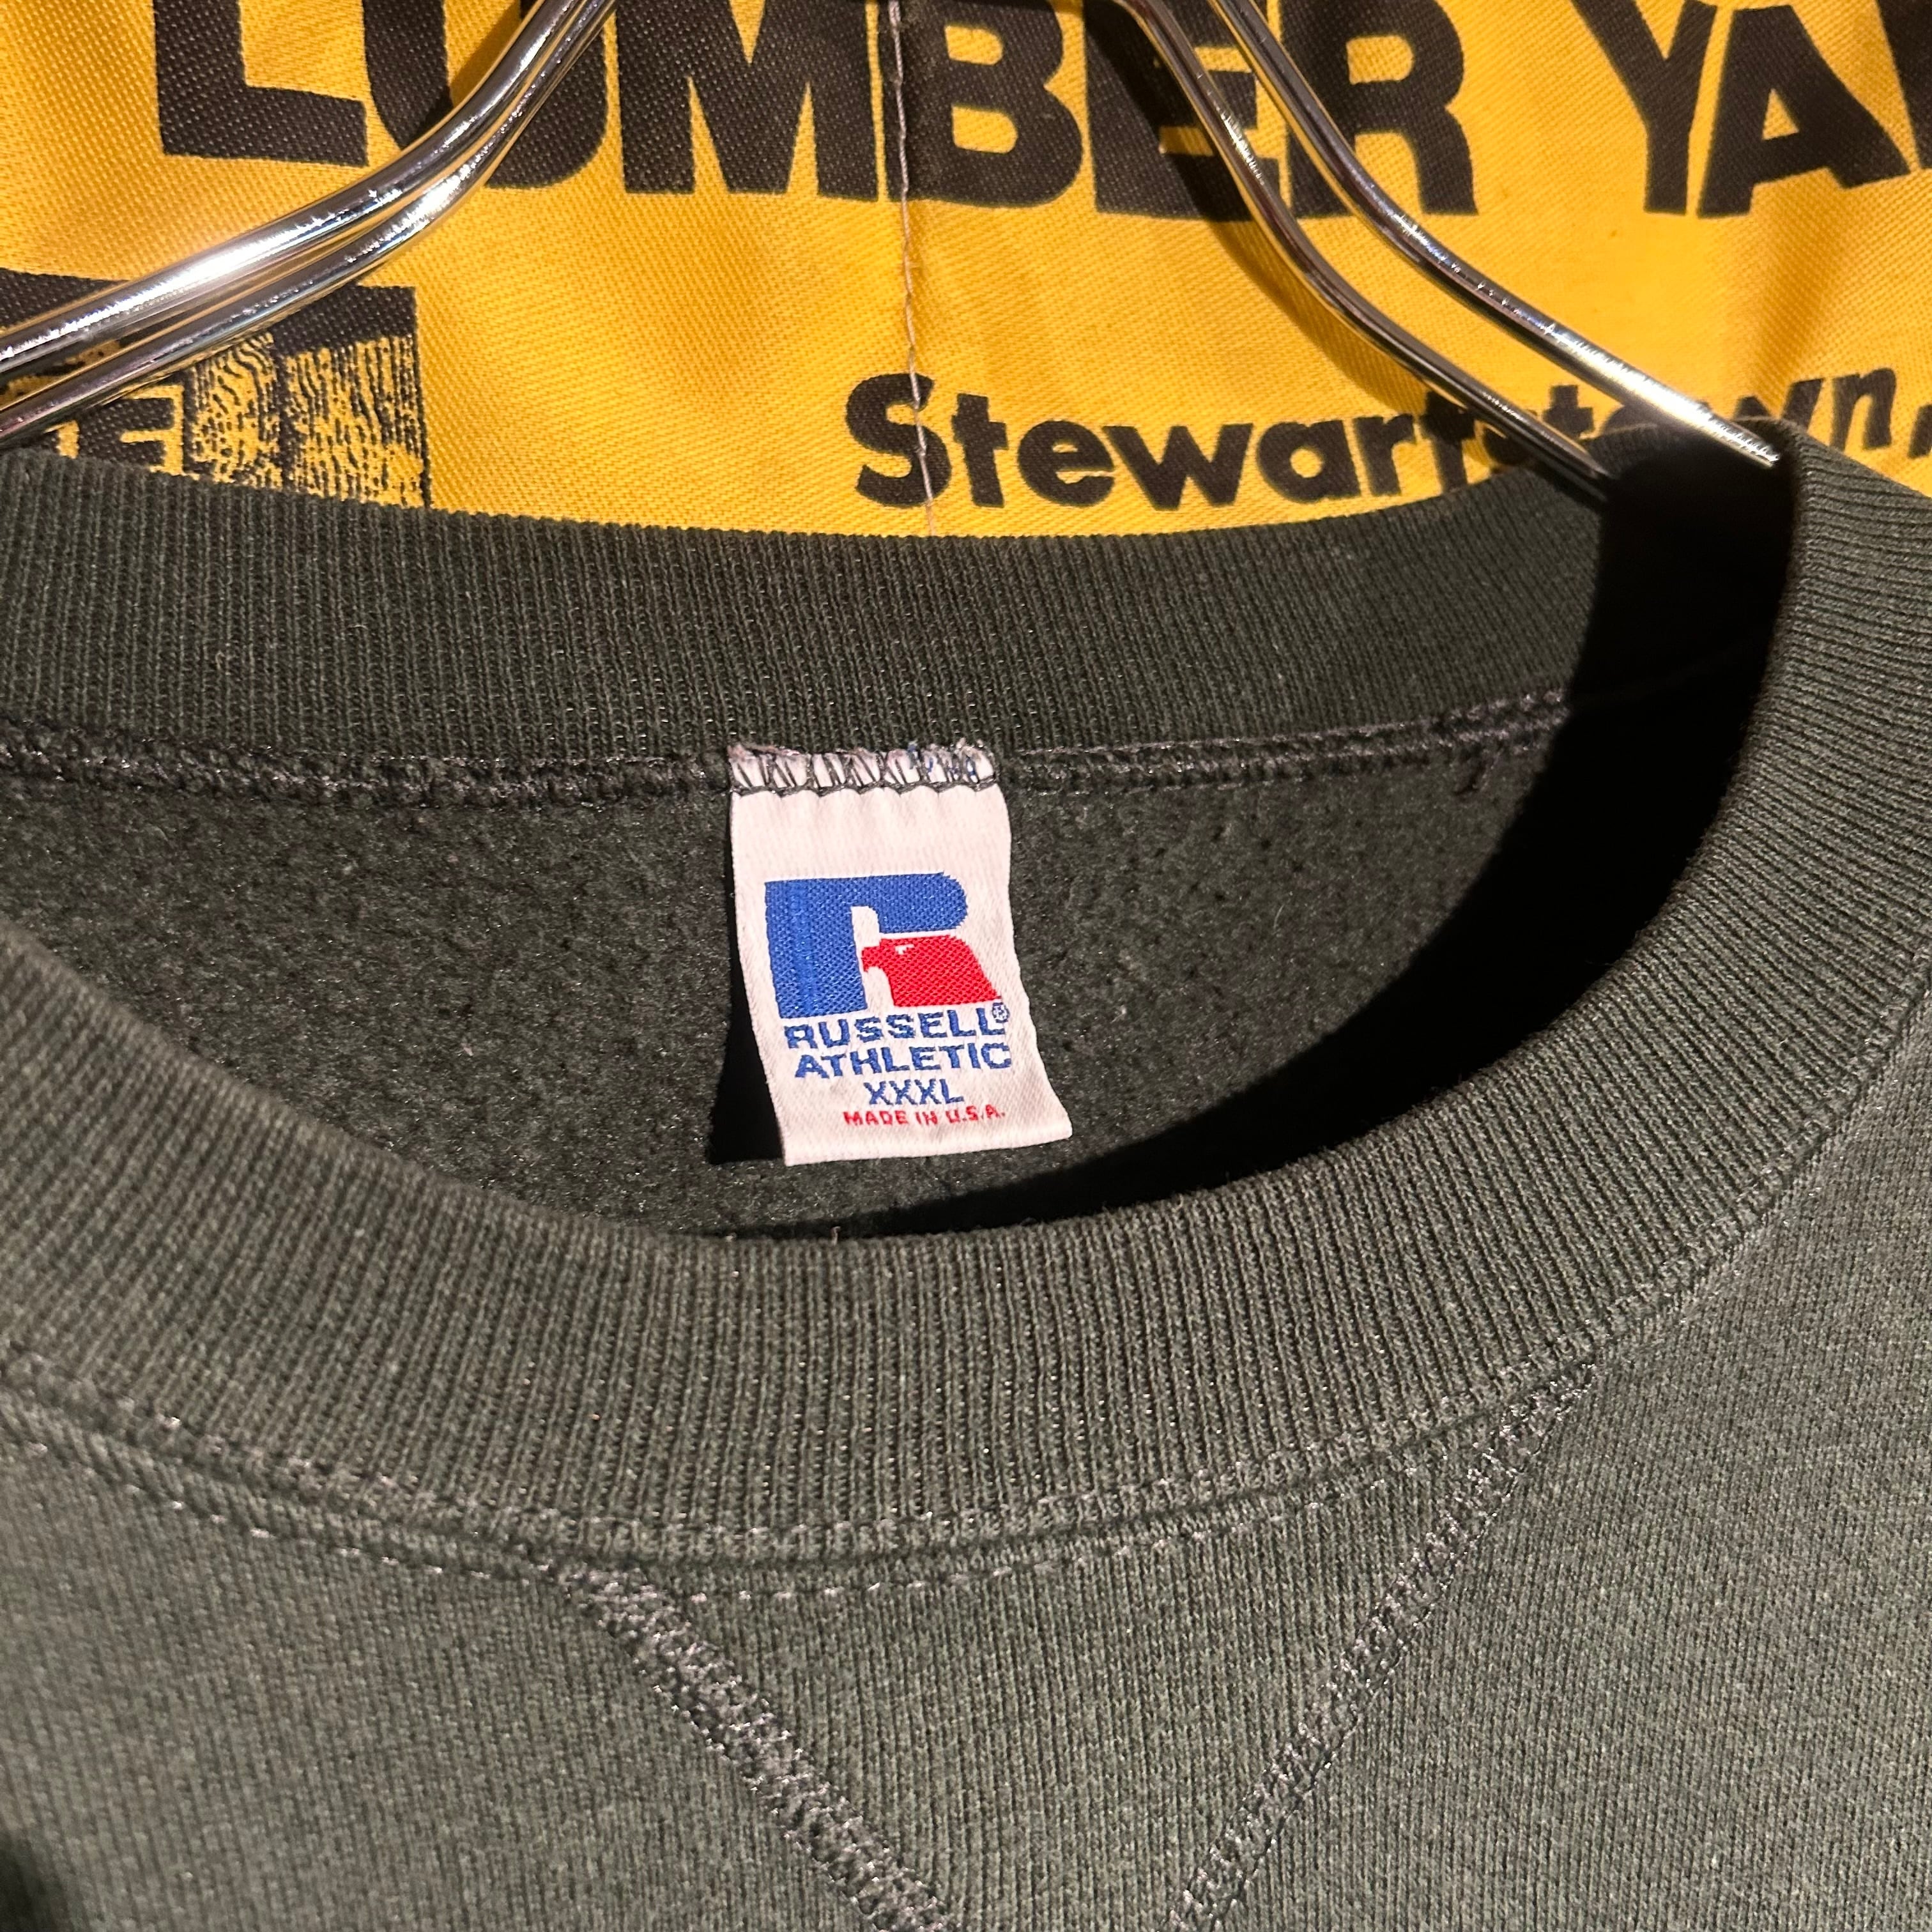 LUMBER YA
Stewartstown,
RUSSELL®
ATHLETIC
XXXL
MADE IN U.S.A.